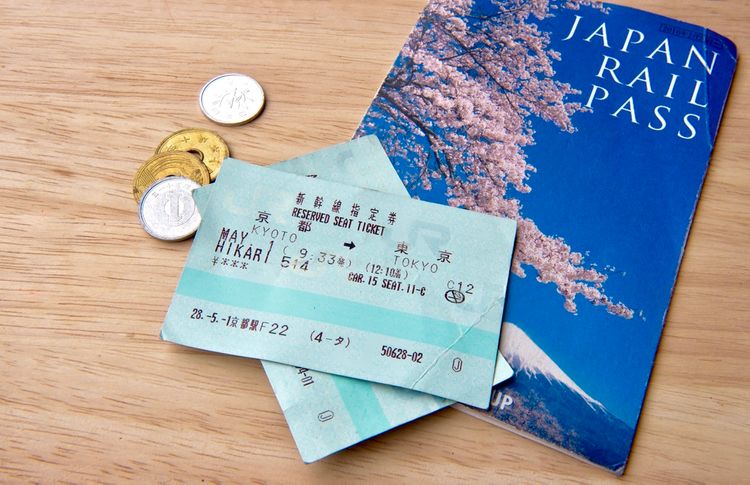 JAPAN
RAIL
PASS
新幹線指定券
RESERVED SEAT TICKET
京都 → 東京
KYOTO TOKYO
MAY 1 ( 9:33発) (12:10着) C12
HIKARI 514 CAR.15 SEAT.11-C
¥***
28.-5.-1京都駅F22 (4-タ) 50628-02